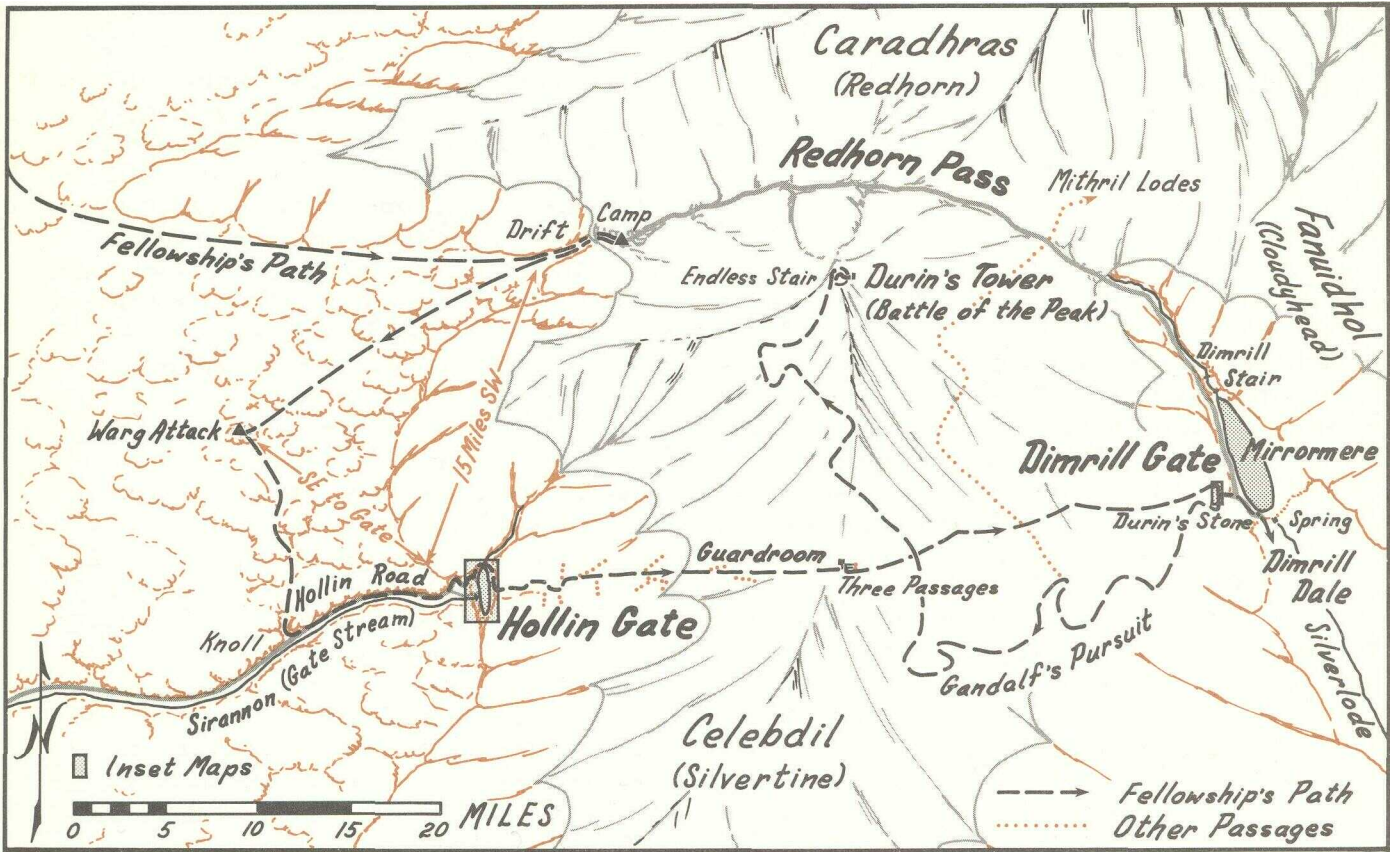 Caradhras
(Redhorn)
Redhorn Pass
Mithril Lodes
Fanuidhol
(Cloudyhead)
Camp
Drift
Fellowship's Path
Endless Stair
Durin's Tower
(Battle of the Peak)
Dimrill
Stair
15 Miles SW
Warg Attack
St. to Gate
Dimrill Gate
Mirrormere
Durin's Stone
Spring
Guardroom
Three Passages
Dimrill
Dale
Hollin Road
Hollin Gate
Knoll
Sirannon (Gate Stream)
Gandalf's Pursuit
Silverlode
Celebdil
(Silvertine)
N
Inset Maps
0 5 10 15 20 MILES
Fellowship's Path
Other Passages